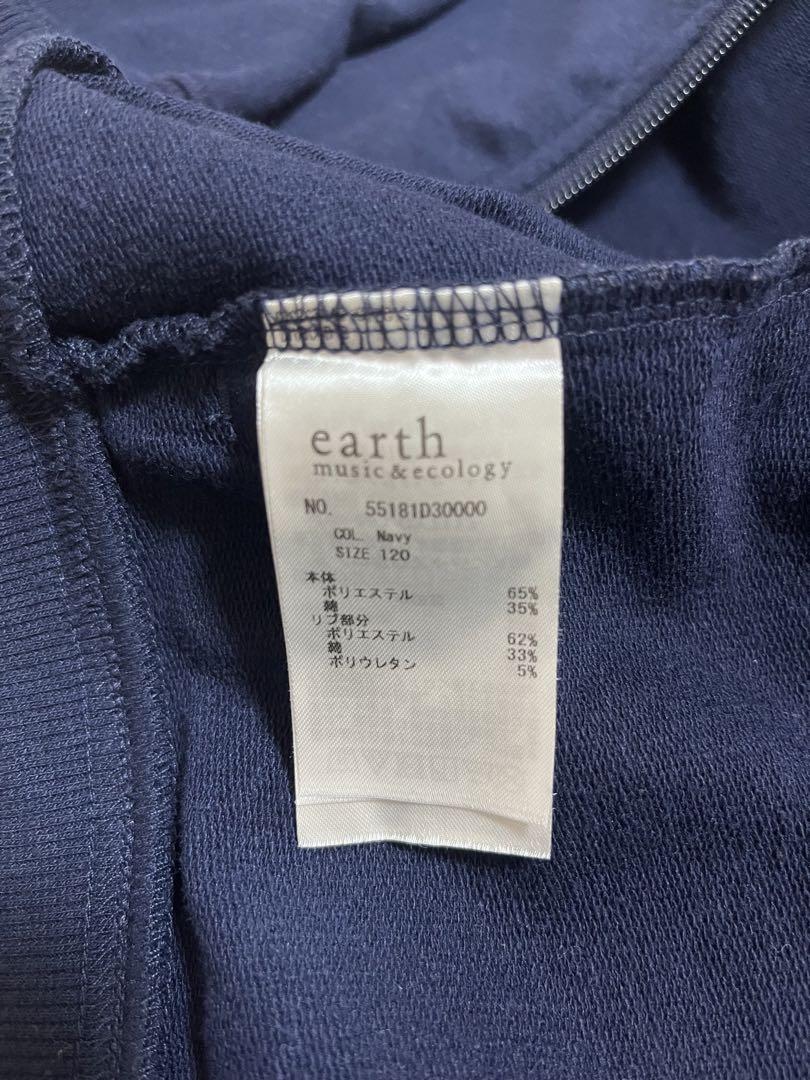 earth
music&ecology
NO. 55181D30000
COL. Navy
SIZE 120
本体
ポリエステル 65%
綿 35%
リブ部分
ポリエステル 62%
綿 33%
ポリウレタン 5%